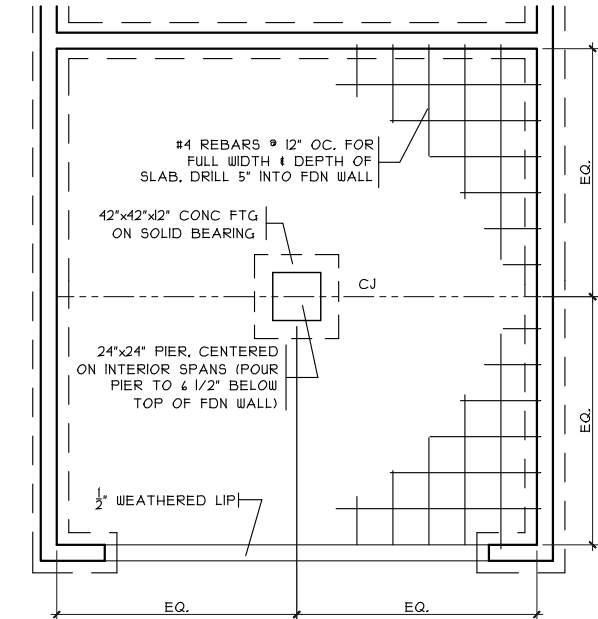 #4 REBARS @ 12" OC. FOR
FULL WIDTH & DEPTH OF
SLAB, DRILL 5" INTO FDN WALL
EQ.
42"x42"x12" CONC FTG
ON SOLID BEARING
CJ
24"x24" PIER, CENTERED
ON INTERIOR SPANS (POUR
PIER TO 6 1/2" BELOW
TOP OF FDN WALL)
EQ.
1/2" WEATHERED LIP
EQ.
EQ.